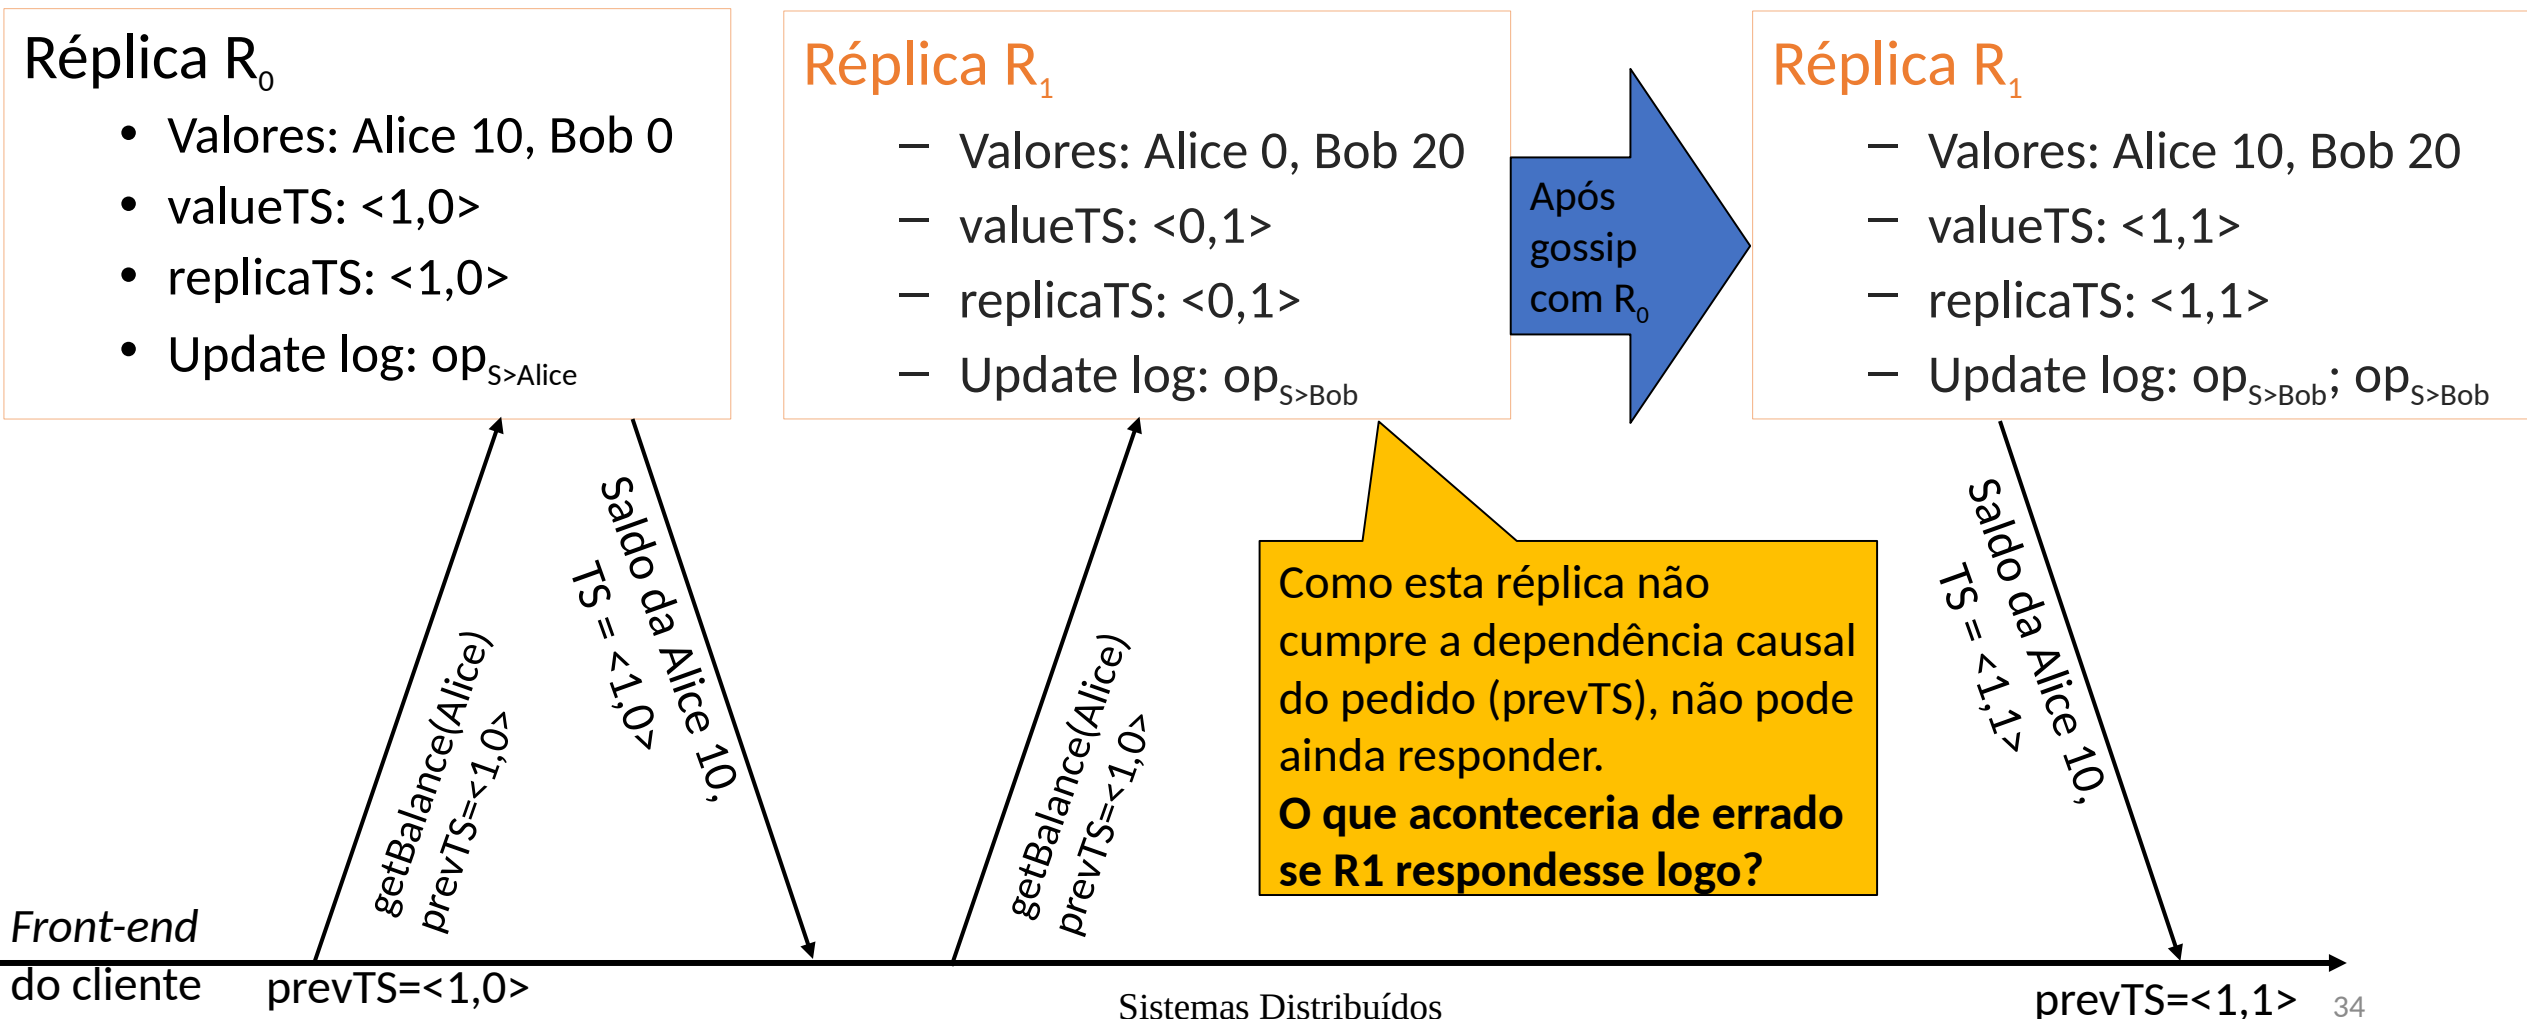 Réplica R0
• Valores: Alice 10, Bob 0
• valueTS: <1,0>
• replicaTS: <1,0>
• Update log: opS>Alice
Réplica R1
– Valores: Alice 0, Bob 20
– valueTS: <0,1>
– replicaTS: <0,1>
– Update log: opS>Bob
Após
gossip
com R0
Réplica R1
– Valores: Alice 10, Bob 20
– valueTS: <1,1>
– replicaTS: <1,1>
– Update log: opS>Bob; opS>Bob
getBalance(Alice)
prevTS=<1,0>
Saldo da Alice 10,
TS = <1,0>
getBalance(Alice)
prevTS=<1,0>
Como esta réplica não
cumpre a dependência causal
do pedido (prevTS), não pode
ainda responder.
O que aconteceria de errado
se R1 respondesse logo?
Saldo da Alice 10,
TS = <1,1>
Front-end
do cliente
prevTS=<1,0>
Sistemas Distribuídos
prevTS=<1,1>
34